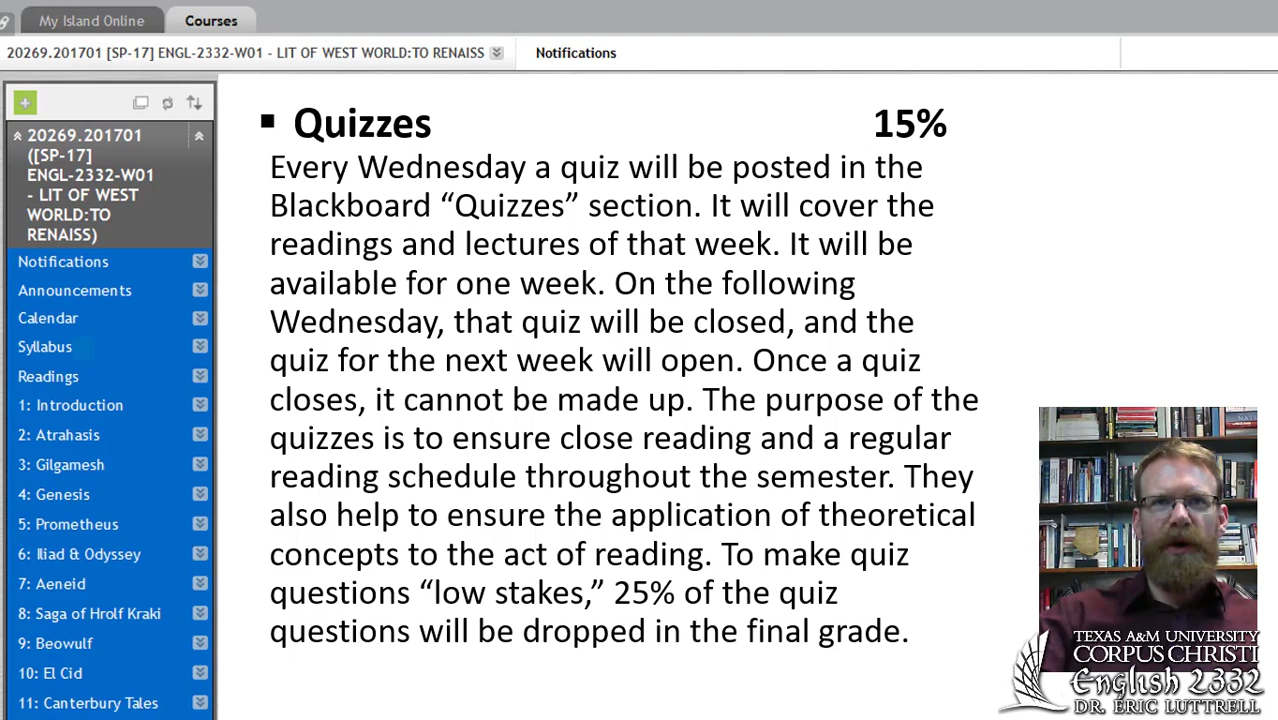 My Island Online
Courses
20269.201701 [SP-17] ENGL-2332-W01 - LIT OF WEST WORLD:TO RENAISS
Notifications
20269.201701
([SP-17]
ENGL-2332-W01
- LIT OF WEST
WORLD:TO
RENAISS)
Notifications
Announcements
Calendar
Syllabus
Readings
1: Introduction
2: Atrahasis
3: Gilgamesh
4: Genesis
5: Prometheus
6: Iliad & Odyssey
7: Aeneid
8: Saga of Hrolf Kraki
9: Beowulf
10: El Cid
11: Canterbury Tales
▪ Quizzes 15%
Every Wednesday a quiz will be posted in the
Blackboard “Quizzes” section. It will cover the
readings and lectures of that week. It will be
available for one week. On the following
Wednesday, that quiz will be closed, and the
quiz for the next week will open. Once a quiz
closes, it cannot be made up. The purpose of the
quizzes is to ensure close reading and a regular
reading schedule throughout the semester. They
also help to ensure the application of theoretical
concepts to the act of reading. To make quiz
questions “low stakes,” 25% of the quiz
questions will be dropped in the final grade.
TEXAS A&M UNIVERSITY
CORPUS CHRISTI
English 2332
DR. ERIC LUTTRELL